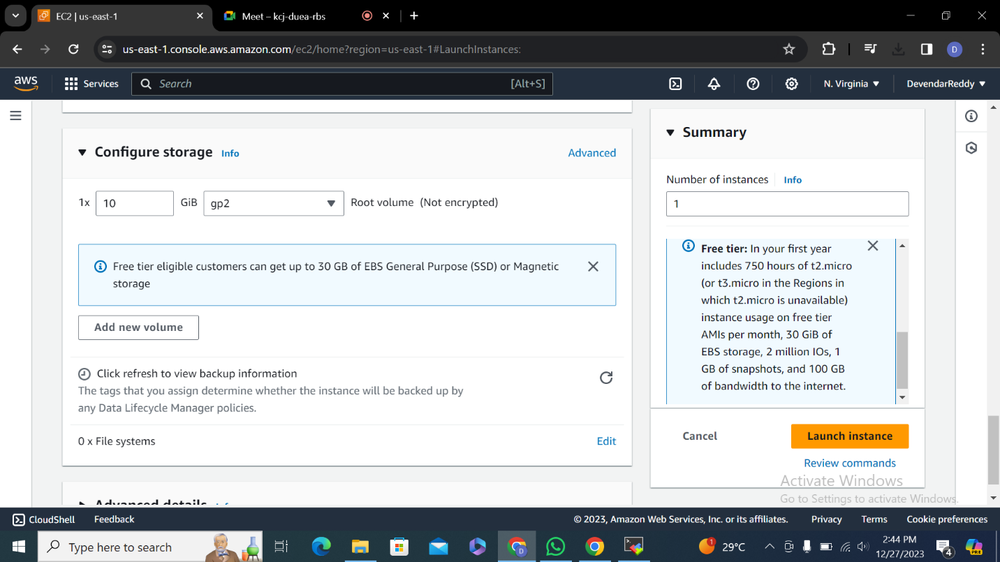 EC2 | us-east-1
Meet – kcj-duea-rbs
us-east-1.console.aws.amazon.com/ec2/home?region=us-east-1#LaunchInstances:
D
aws
Services
Search
[Alt+S]
N. Virginia
DevendarReddy
Configure storage Info
Advanced
1x
10
GiB
gp2
Root volume (Not encrypted)
Free tier eligible customers can get up to 30 GB of EBS General Purpose (SSD) or Magnetic
storage
Add new volume
Click refresh to view backup information
The tags that you assign determine whether the instance will be backed up by
any Data Lifecycle Manager policies.
0 x File systems
Edit
Advanced details Info
Summary
Number of instances Info
1
Free tier: In your first year
includes 750 hours of t2.micro
(or t3.micro in the Regions in
which t2.micro is unavailable)
instance usage on free tier
AMIs per month, 30 GiB of
EBS storage, 2 million IOs, 1
GB of snapshots, and 100 GB
of bandwidth to the internet.
Cancel
Launch instance
Review commands
Activate Windows
Go to Settings to activate Windows.
CloudShell
Feedback
© 2023, Amazon Web Services, Inc. or its affiliates.
Privacy
Terms
Cookie preferences
Type here to search
D
1
29°C
2:44 PM
12/27/2023
4
PRE